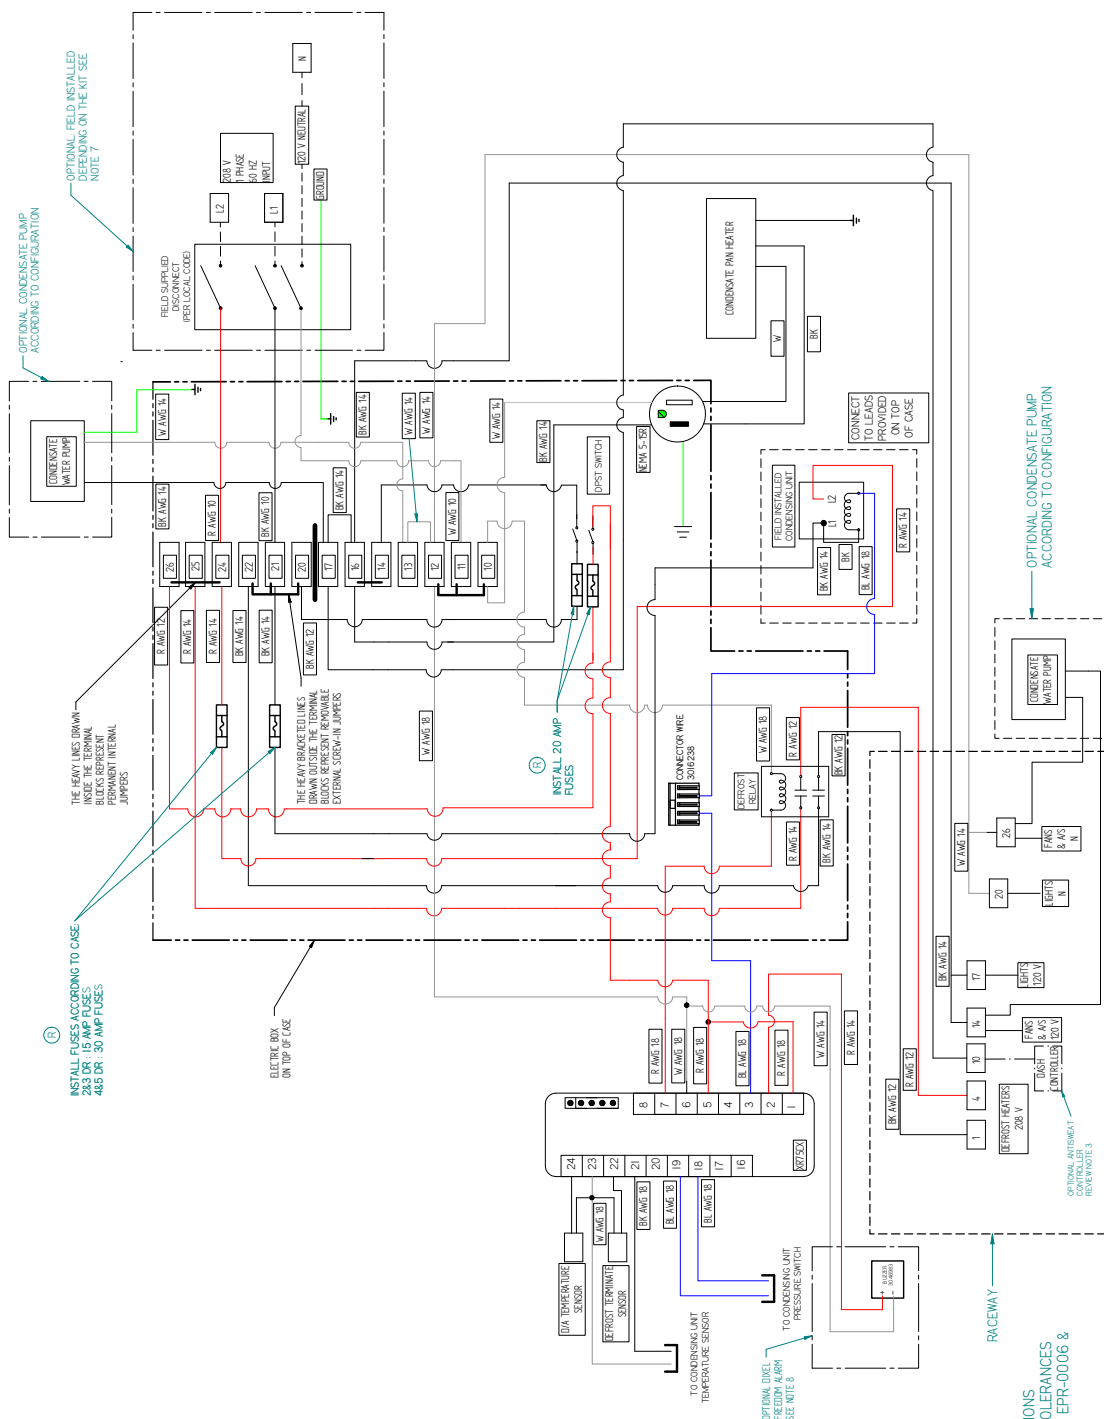 OPTIONAL FIELD INSTALLED
DEPENDING ON THE KIT SEE
NOTE 7
OPTIONAL CONDENSATE PUMP
ACCORDING TO CONFIGURATION
N
120 V NEUTRAL
208 V
1 PHASE
60 HZ
INPUT
L2
L1
GROUND
FIELD SUPPLIED
DISCONNECT
(PER LOCAL CODE)
CONDENSATE
WATER PUMP
W AWG 14
BK AWG 14
R AWG 10
BK AWG 10
BK AWG 14
BK AWG 14
W AWG 14
W AWG 14
W AWG 10
W AWG 14
BK AWG 14
NEMA 5-15R
DPST SWITCH
CONDENSATE PAN HEATER
W
BK
CONNECT
TO LEADS
PROVIDED
ON TOP
OF CASE
26
25
24
22
21
20
17
16
14
13
12
11
10
R AWG 12
R AWG 14
R AWG 14
BK AWG 14
BK AWG 14
BK AWG 12
THE HEAVY LINES DRAWN
INSIDE THE TERMINAL
BLOCKS REPRESENT
PERMANENT INTERNAL
JUMPERS
THE HEAVY BRACKETED LINES
DRAWN OUTSIDE THE TERMINAL
BLOCKS REPRESENT REMOVABLE
EXTERNAL SCREW-IN JUMPERS
W AWG 18
R
INSTALL 20 AMP
FUSES
FIELD INSTALLED
CONDENSING UNIT
L2
L1
BK AWG 14
BK
BL AWG 18
R AWG 14
OPTIONAL CONDENSATE PUMP
ACCORDING TO CONFIGURATION
CONDENSATE
WATER PUMP
CONNECTOR WIRE
3016238
DEFROST
RELAY
W AWG 18
R AWG 12
BK AWG 12
R AWG 14
BK AWG 14
R
INSTALL FUSES ACCORDING TO CASE
2&3 DR : 15 AMP FUSES
4&5 DR : 30 AMP FUSES
ELECTRIC BOX
ON TOP OF CASE
W AWG 14
26
FANS
& A/S
N
20
LIGHTS
N
BK AWG 14
17
LIGHTS
120 V
14
FANS
& A/S
120 V
10
DASH
CONTROLLER
4
1
DEFROST HEATERS
208 V
R AWG 12
BK AWG 12
OPTIONAL ANTISWEAT
CONTROLLER
REVIEW NOTE 3
R AWG 18
W AWG 18
R AWG 14
BL AWG 18
R AWG 14
W AWG 14
R AWG 14
8
7
6
5
4
3
2
1
24
23
22
21
20
19
18
17
16
XR75CX
W AWG 18
BK AWG 18
BL AWG 18
BL AWG 18
D/A TEMPERATURE
SENSOR
DEFROST TERMINATE
SENSOR
TO CONDENSING UNIT
TEMPERATURE SENSOR
TO CONDENSING UNIT
PRESSURE SWITCH
OPTIONAL DIXEL
FREEDOM ALARM
SEE NOTE 8
+
BUZZER
3046983
-
RACEWAY
IONS
OLERANCES
EPR-0006 &